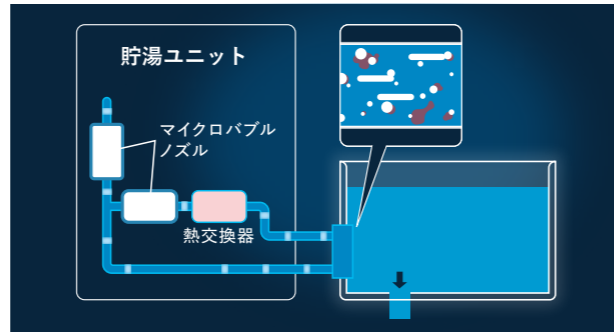 貯湯ユニット
マイクロバブル
ノズル
熱交換器